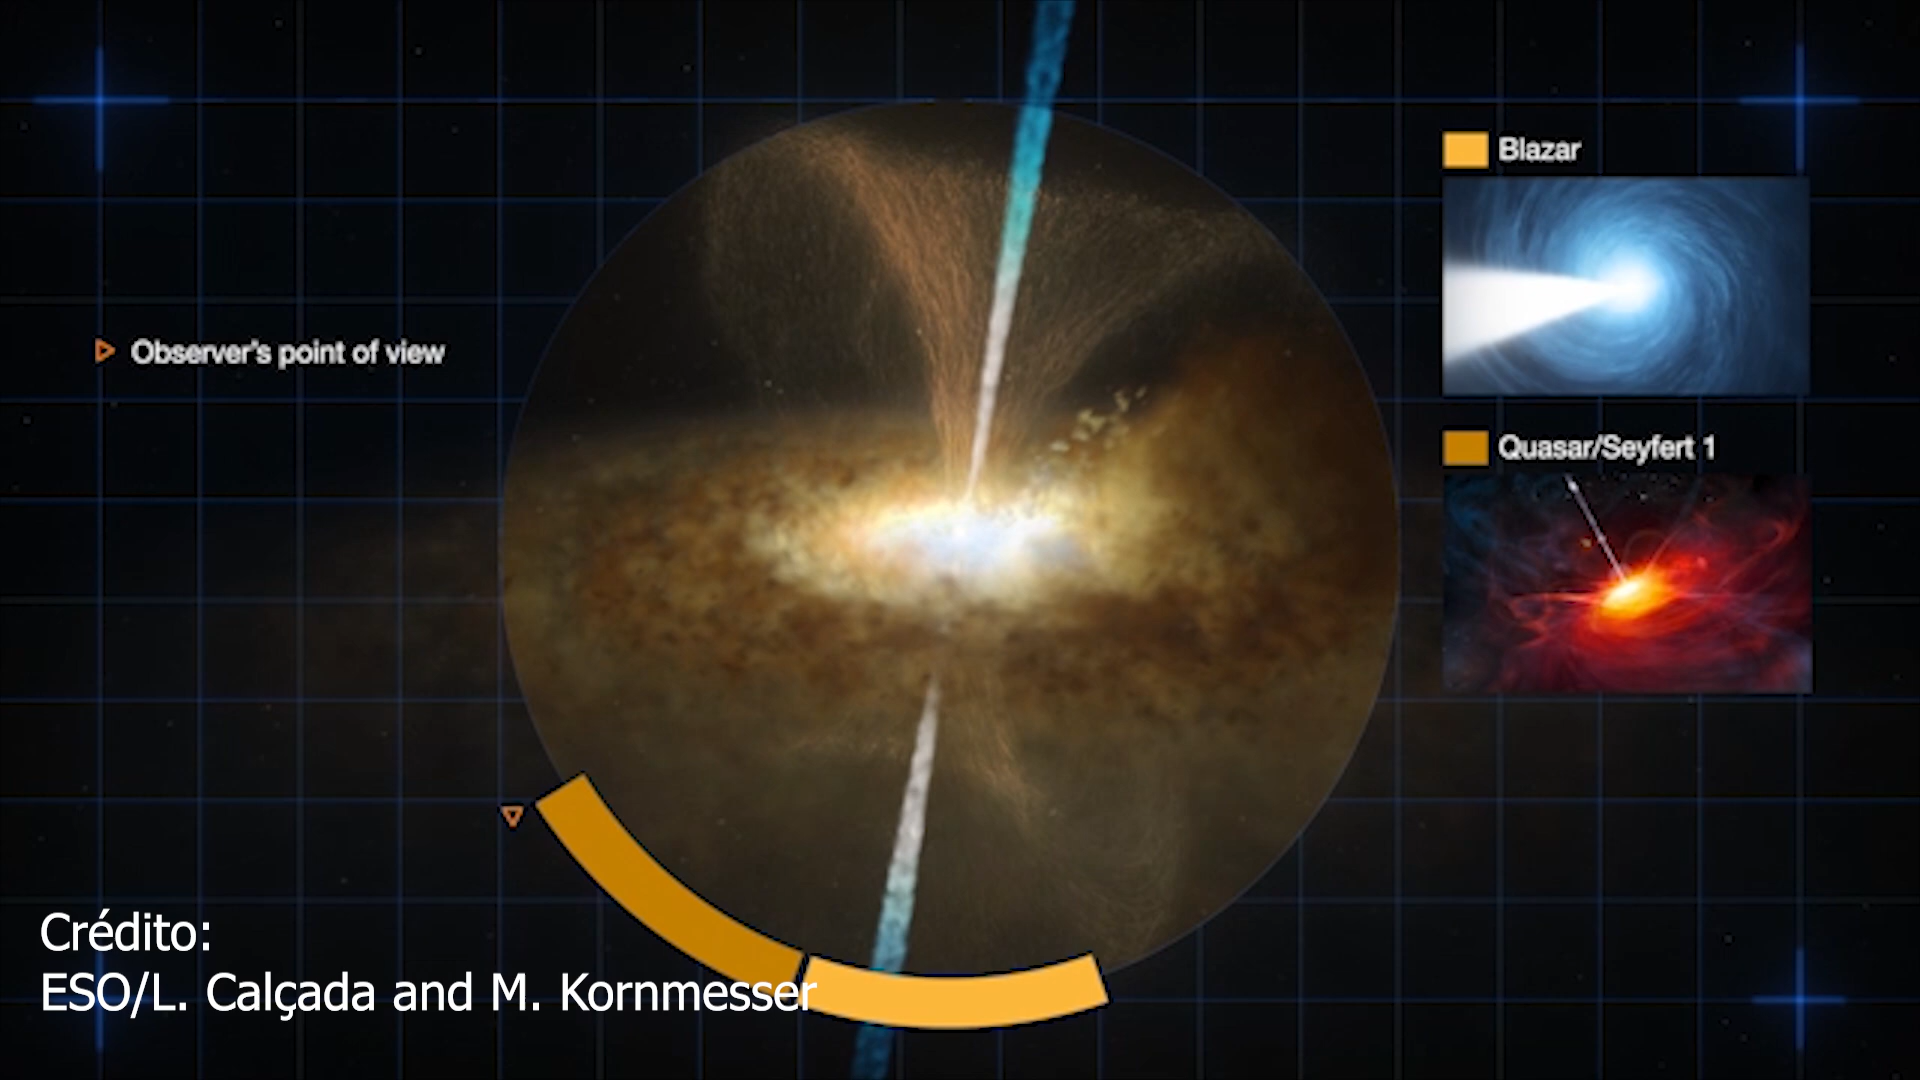 Blazar
Observer's point of view
Quasar/Seyfert 1
Crédito:
ESO/L. Calçada and M. Kornmesser